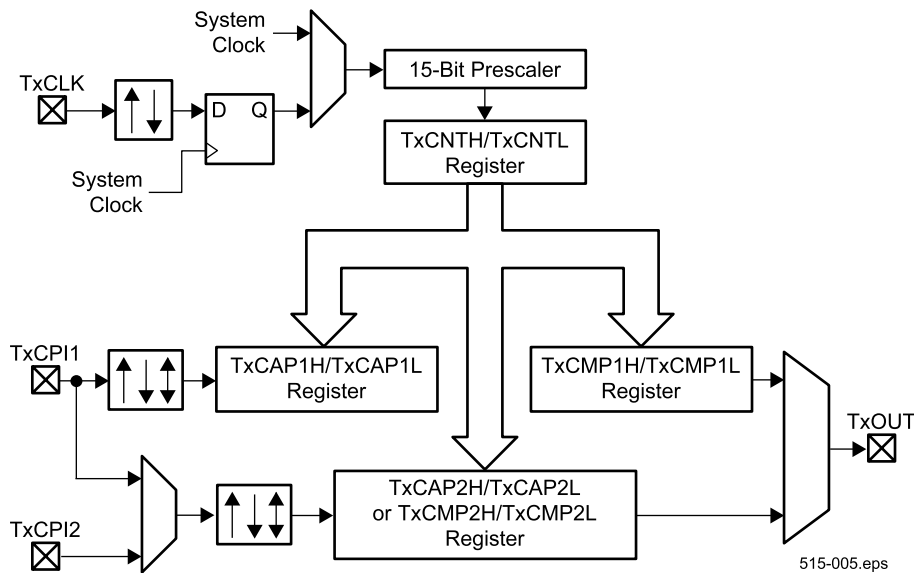 System
Clock
15-Bit Prescaler
TxCLK
D Q
TxCNTH/TxCNTL
Register
System
Clock
TxCPI1
TxCAP1H/TxCAP1L
Register
TxCMP1H/TxCMP1L
Register
TxOUT
TxCAP2H/TxCAP2L
or TxCMP2H/TxCMP2L
Register
TxCPI2
515-005.eps